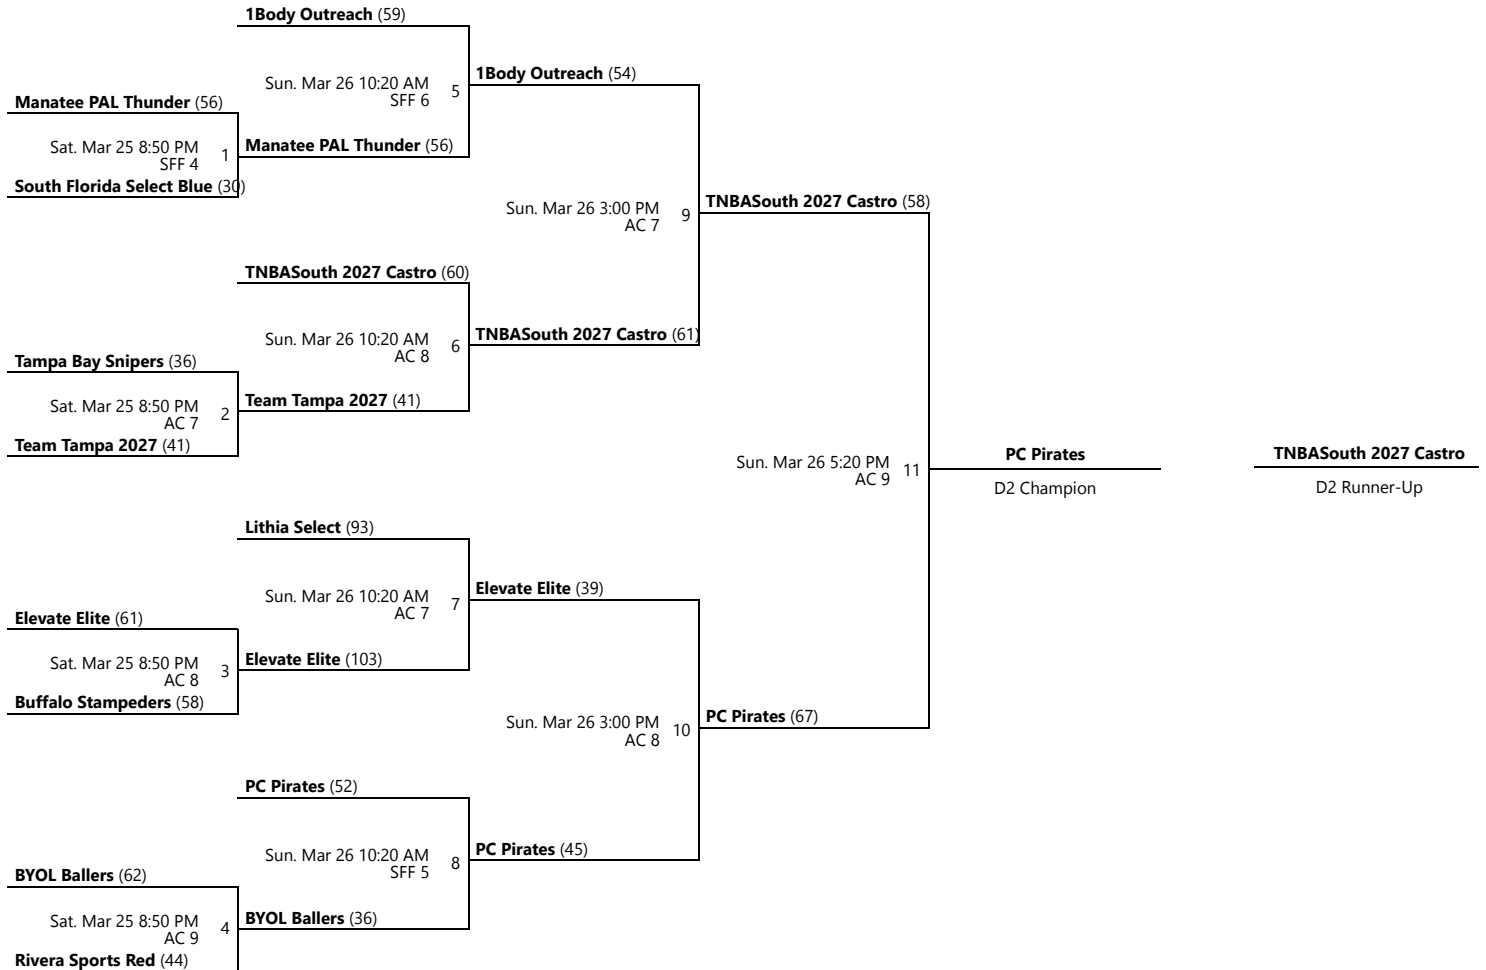 1Body Outreach (59)
Sun. Mar 26 10:20 AM
SFF 6
5
1Body Outreach (54)
Manatee PAL Thunder (56)
Sat. Mar 25 8:50 PM
SFF 4
1
Manatee PAL Thunder (56)
South Florida Select Blue (30)
Sun. Mar 26 3:00 PM
AC 7
9
TNBASouth 2027 Castro (58)
TNBASouth 2027 Castro (60)
Sun. Mar 26 10:20 AM
AC 8
6
TNBASouth 2027 Castro (61)
Tampa Bay Snipers (36)
Sat. Mar 25 8:50 PM
AC 7
2
Team Tampa 2027 (41)
Team Tampa 2027 (41)
Sun. Mar 26 5:20 PM
AC 9
11
PC Pirates
D2 Champion
TNBASouth 2027 Castro
D2 Runner-Up
Lithia Select (93)
Sun. Mar 26 10:20 AM
AC 7
7
Elevate Elite (39)
Elevate Elite (61)
Sat. Mar 25 8:50 PM
AC 8
3
Elevate Elite (103)
Buffalo Stampeders (58)
Sun. Mar 26 3:00 PM
AC 8
10
PC Pirates (67)
PC Pirates (52)
Sun. Mar 26 10:20 AM
SFF 5
8
PC Pirates (45)
BYOL Ballers (62)
Sat. Mar 25 8:50 PM
AC 9
4
BYOL Ballers (36)
Rivera Sports Red (44)